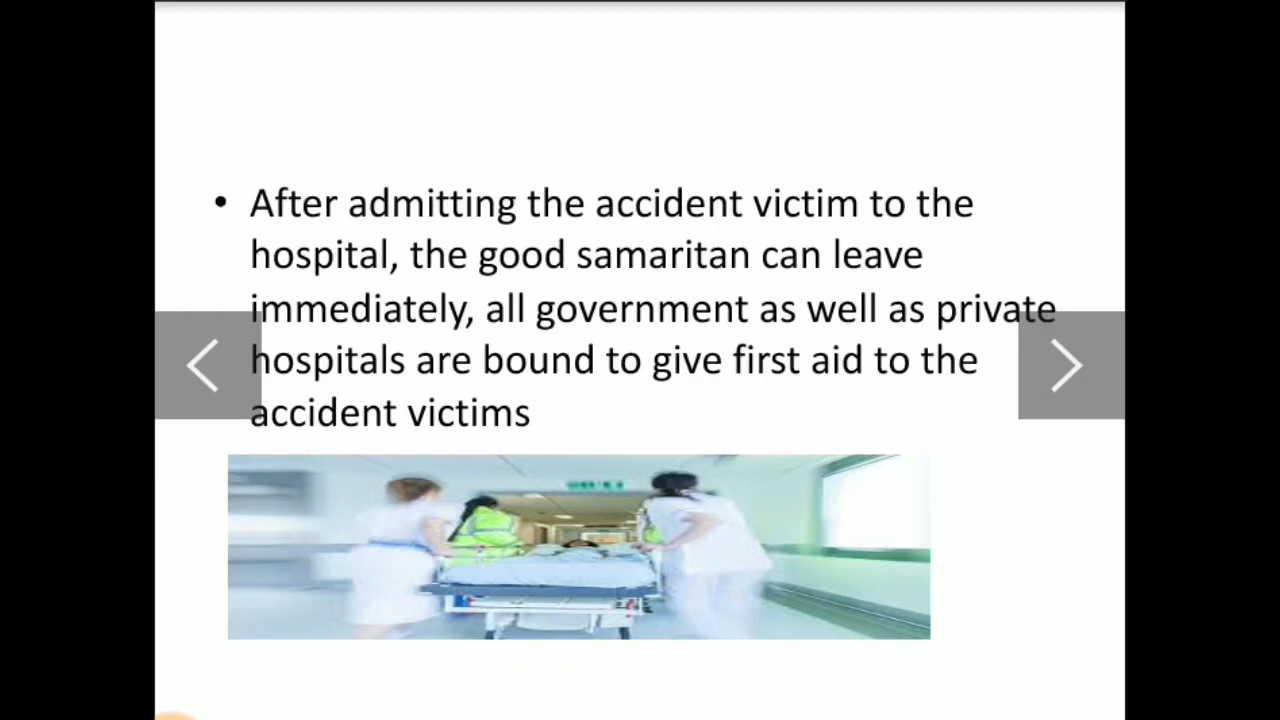 • After admitting the accident victim to the
hospital, the good samaritan can leave
immediately, all government as well as private
hospitals are bound to give first aid to the
accident victims